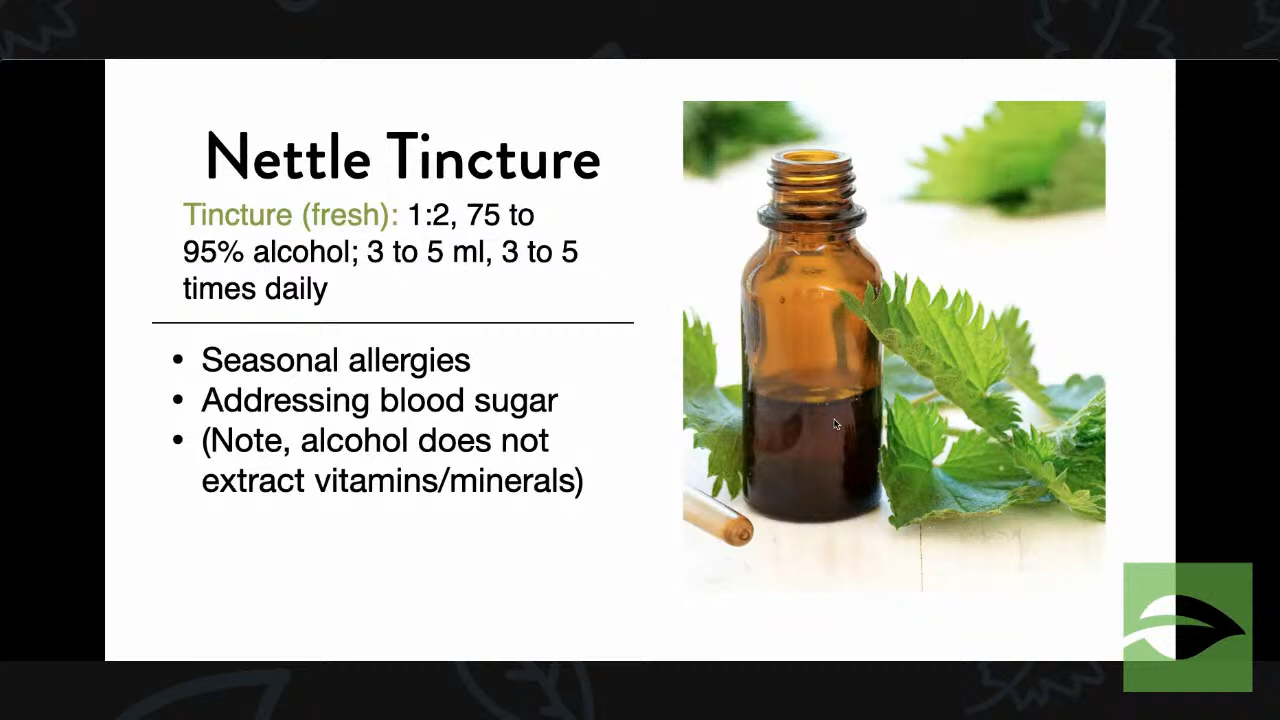 Nettle Tincture
Tincture (fresh): 1:2, 75 to
95% alcohol; 3 to 5 ml, 3 to 5
times daily
• Seasonal allergies
• Addressing blood sugar
• (Note, alcohol does not
extract vitamins/minerals)